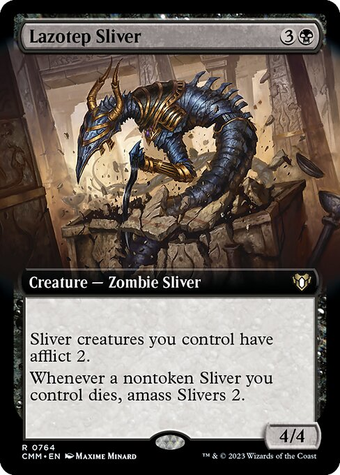 Lazotep Sliver 3
Creature — Zombie Sliver
Sliver creatures you control have
afflict 2.
Whenever a nontoken Sliver you
control dies, amass Slivers 2.
4/4
R 0764
CMM • EN MAXIME MINARD
™ & © 2023 Wizards of the Coast